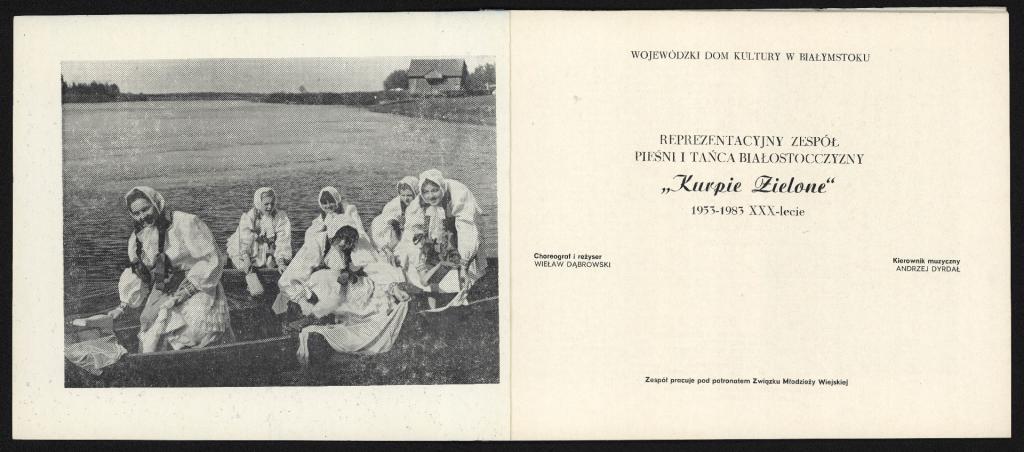 WOJEWÓDZKI DOM KULTURY W BIAŁYMSTOKU
REPREZENTACYJNY ZESPÓŁ
PIEŚNI I TAŃCA BIAŁOSTOCCZYZNY
„Kurpie Zielone"
1953-1983 XXX-lecie
Choreograf i reżyser
WIEŁAW DĄBROWSKI
Kierownik muzyczny
ANDRZEJ DYRDAŁ
Zespół pracuje pod patronatem Związku Młodzieży Wiejskiej